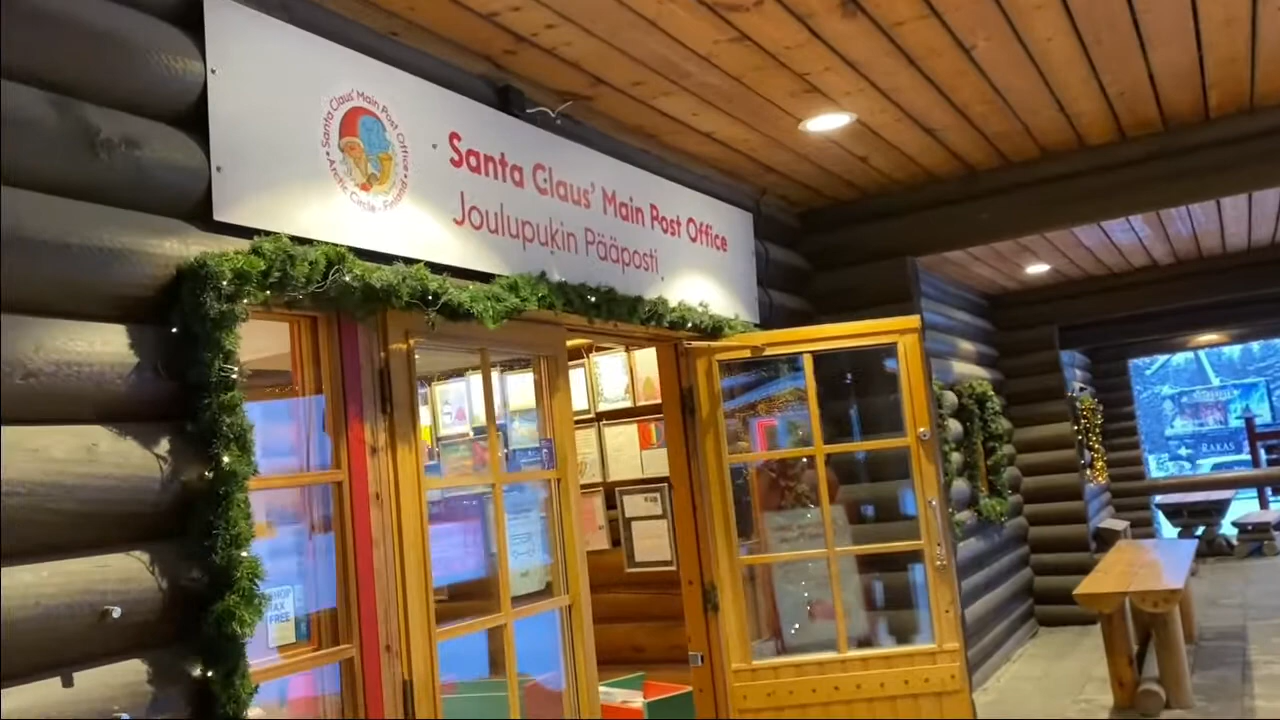 Santa Claus' Main Post Office
Arctic Circle - Finland
Santa Claus' Main Post Office
Joulupukin Pääposti
SHOP
TAX
FREE
RAKAS